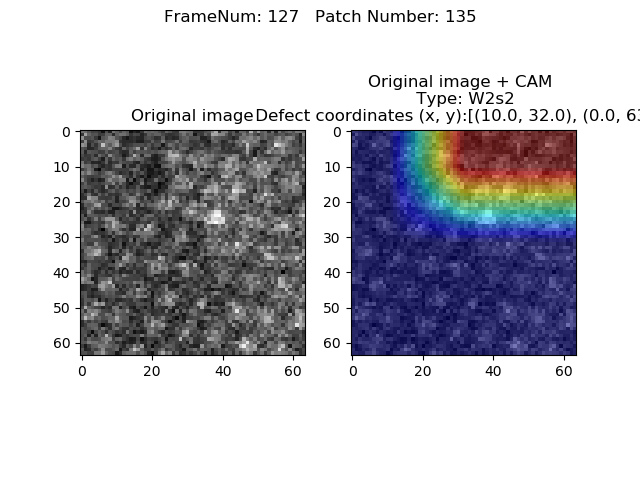 FrameNum: 127   Patch Number: 135
Original image + CAM
Type: W2s2
Original image
Defect coordinates (x, y):[(10.0, 32.0), (0.0, 63
0
10
20
30
40
50
60
0 20 40 60
0
10
20
30
40
50
60
0 20 40 60